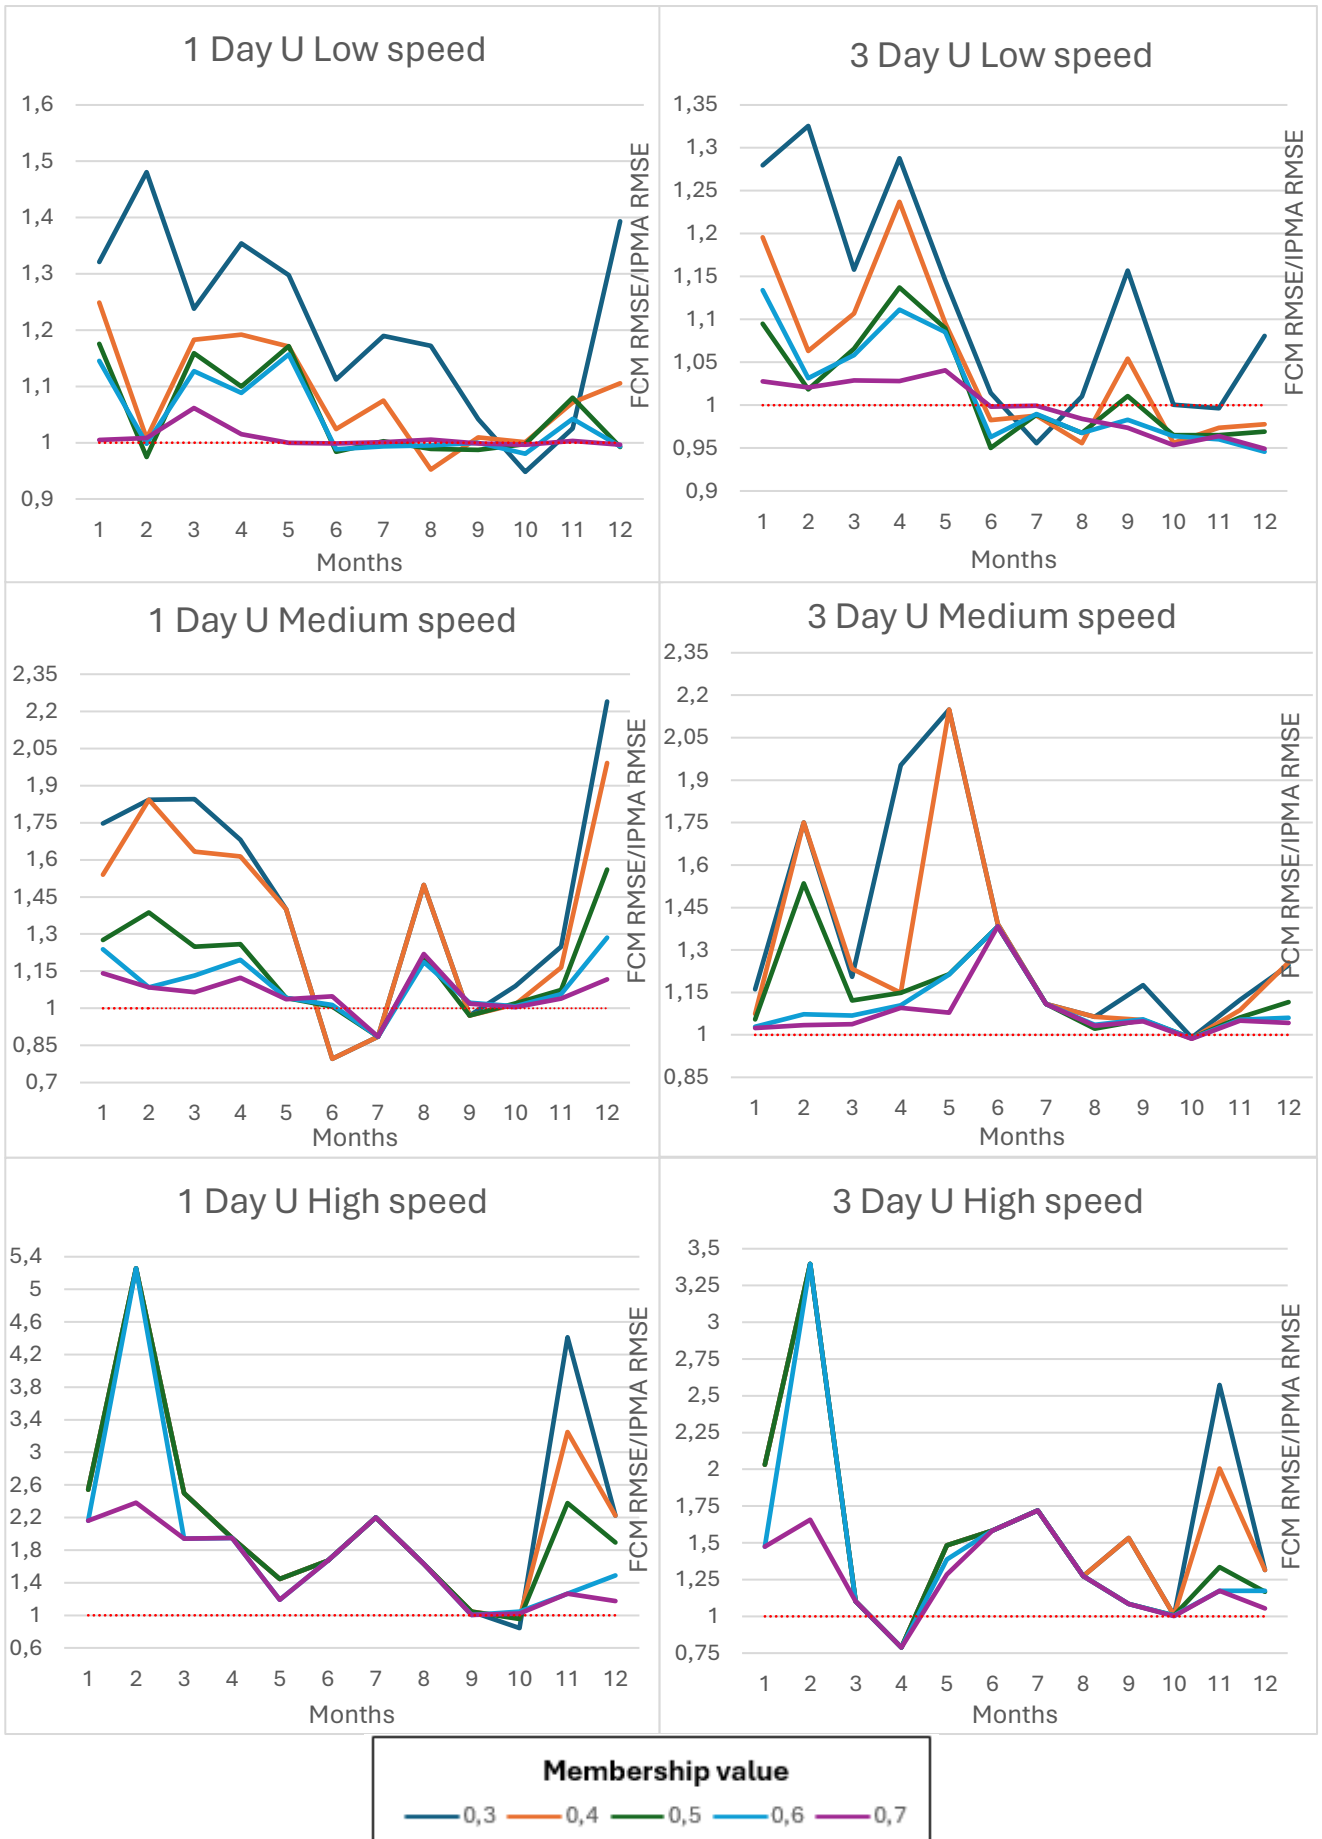 1 Day U Low speed
1,6
1,5
1,4
1,3
1,2
1,1
1
0,9
1 2 3 4 5 6 7 8 9 10 11 12
Months
FCM RMSE/IPMA RMSE
3 Day U Low speed
1,35
1,3
1,25
1,2
1,15
1,1
1,05
1
0,95
0,9
1 2 3 4 5 6 7 8 9 10 11 12
Months
FCM RMSE/IPMA RMSE
1 Day U Medium speed
2,35
2,2
2,05
1,9
1,75
1,6
1,45
1,3
1,15
1
0,85
0,7
1 2 3 4 5 6 7 8 9 10 11 12
Months
FCM RMSE/IPMA RMSE
3 Day U Medium speed
2,35
2,2
2,05
1,9
1,75
1,6
1,45
1,3
1,15
1
0,85
1 2 3 4 5 6 7 8 9 10 11 12
Months
FCM RMSE/IPMA RMSE
1 Day U High speed
5,4
5
4,6
4,2
3,8
3,4
3
2,6
2,2
1,8
1,4
1
0,6
1 2 3 4 5 6 7 8 9 10 11 12
Months
FCM RMSE/IPMA RMSE
3 Day U High speed
3,5
3,25
3
2,75
2,5
2,25
2
1,75
1,5
1,25
1
0,75
1 2 3 4 5 6 7 8 9 10 11 12
Months
FCM RMSE/IPMA RMSE
Membership value
0,3 0,4 0,5 0,6 0,7